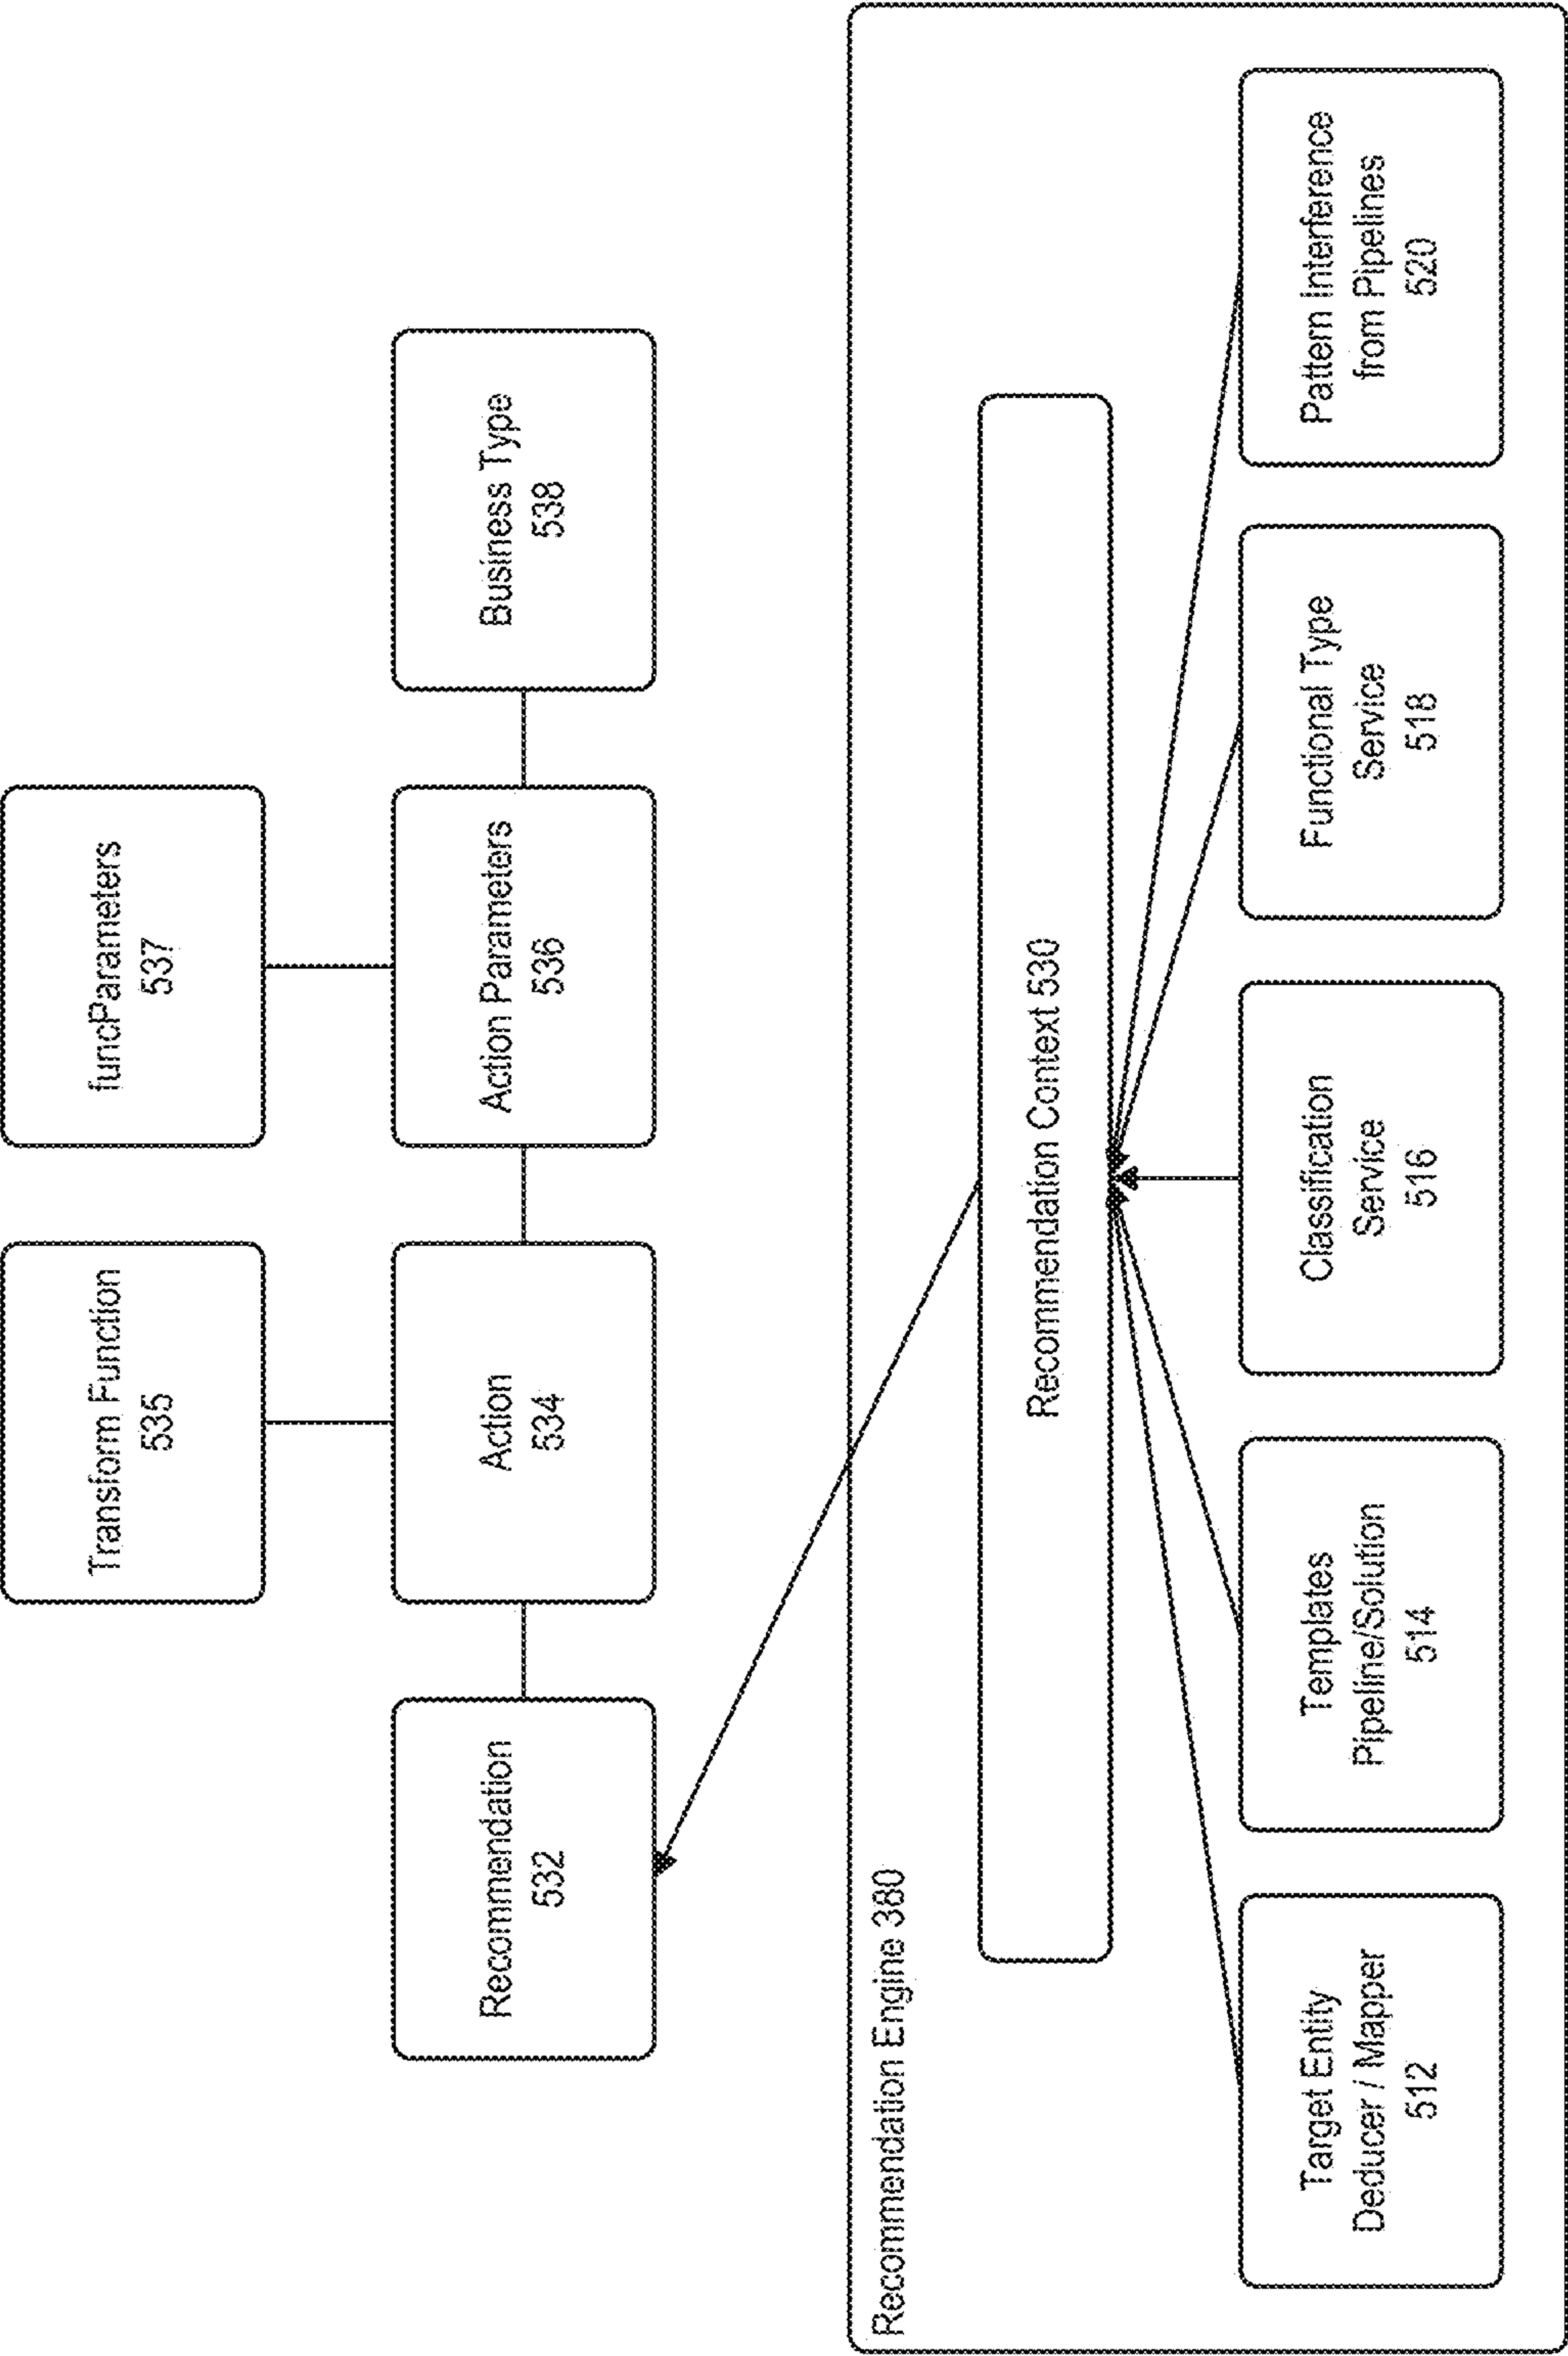 Transform Function
535
funcParameters
537
Recommendation
532
Action
534
Action Parameters
536
Business Type
538
Recommendation Engine 380
Recommendation Context 530
Target Entity
Deducer / Mapper
512
Templates
Pipeline/Solution
514
Classification
Service
516
Functional Type
Service
518
Pattern Interference
from Pipelines
520